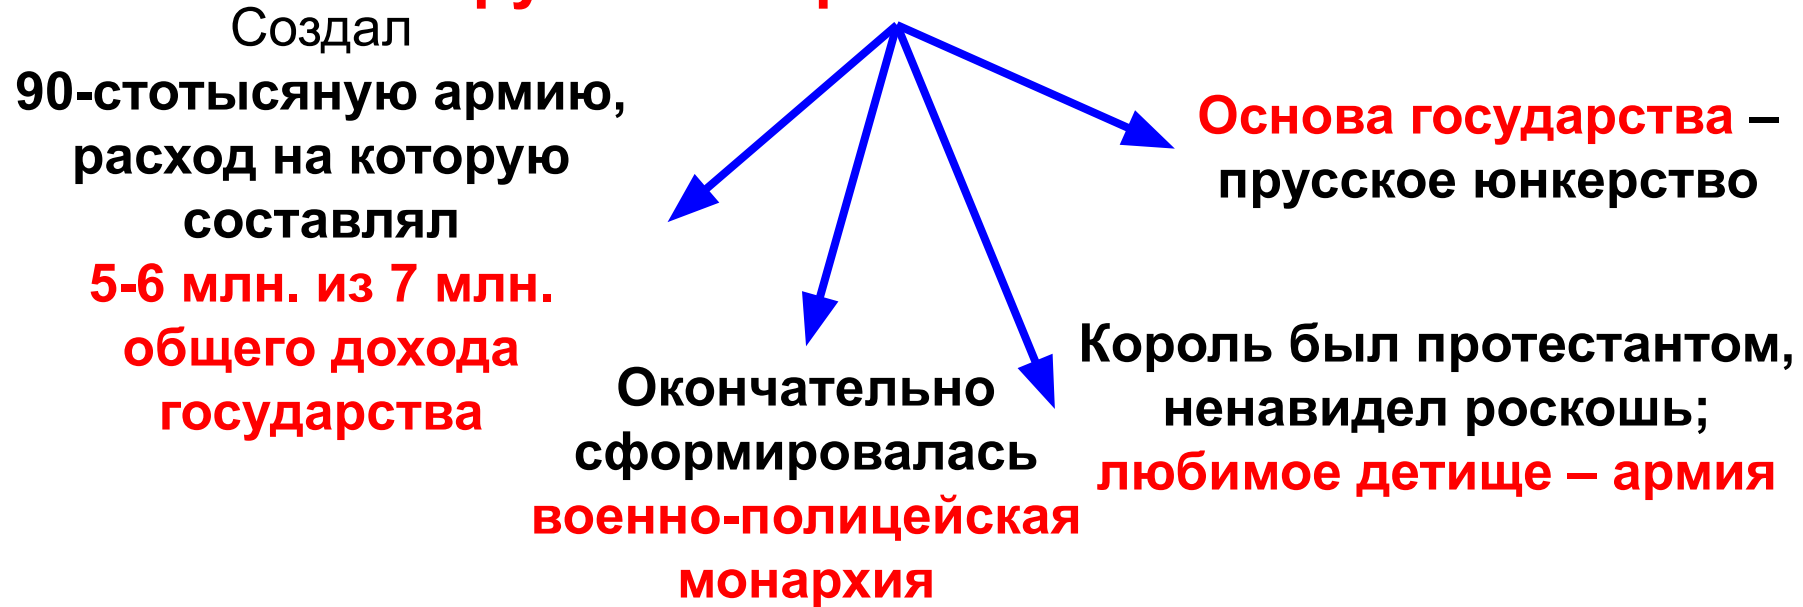 Создал
90-стотысяную армию,
расход на которую
составлял
5-6 млн. из 7 млн.
общего дохода
государства
Окончательно
сформировалась
военно-полицейская
монархия
Король был протестантом,
ненавидел роскошь;
любимое детище – армия
Основа государства –
прусское юнкерство